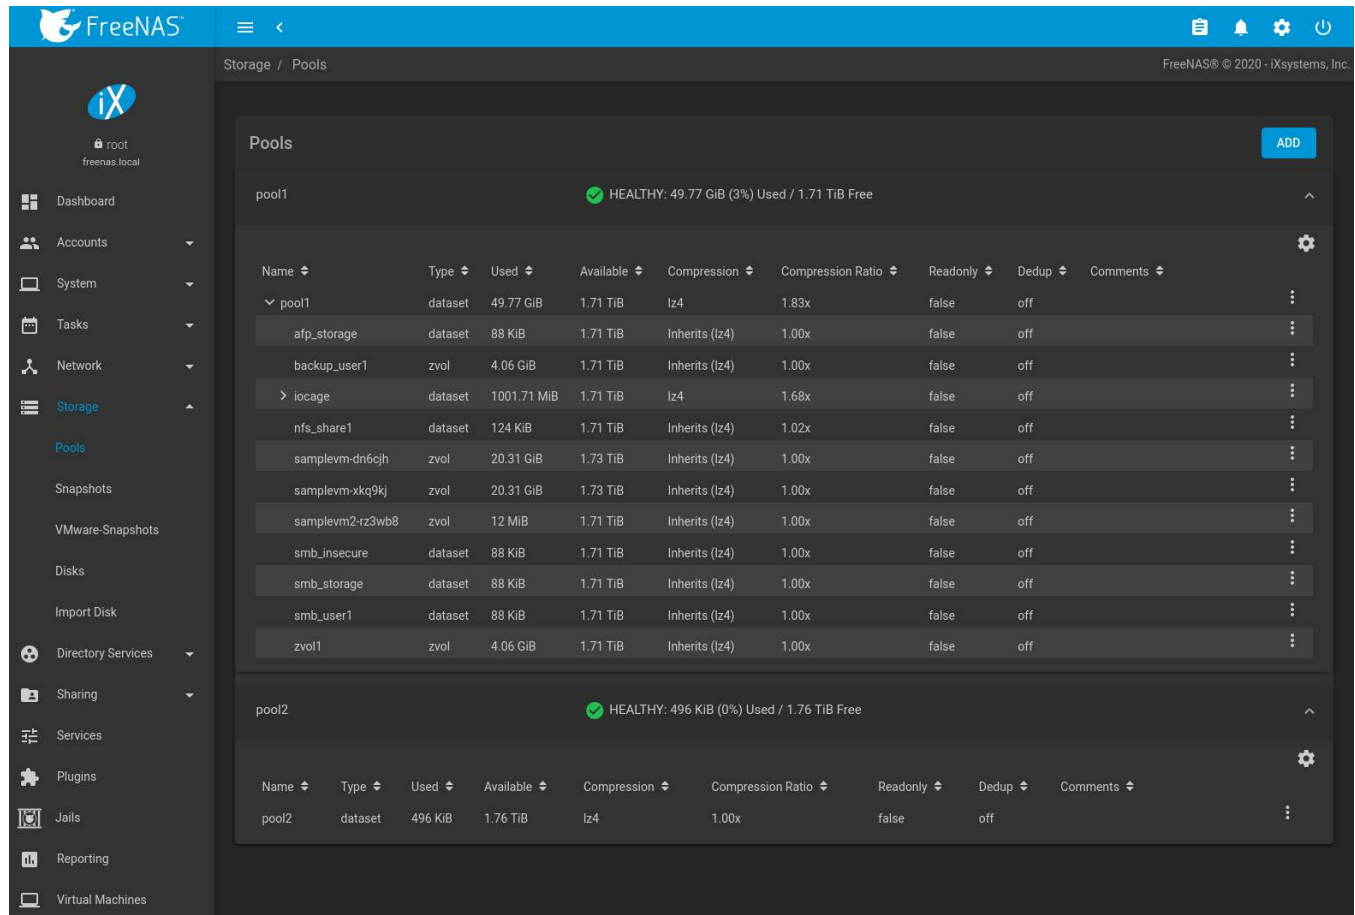 FreeNAS®
Storage / Pools
FreeNAS® © 2020 - iXsystems, Inc.
iX
root
freenas.local
Dashboard
Accounts
System
Tasks
Network
Storage
Pools
Snapshots
VMware-Snapshots
Disks
Import Disk
Directory Services
Sharing
Services
Plugins
Jails
Reporting
Virtual Machines
Pools
ADD
pool1 HEALTHY: 49.77 GiB (3%) Used / 1.71 TiB Free
Name Type Used Available Compression Compression Ratio Readonly Dedup Comments
pool1 dataset 49.77 GiB 1.71 TiB lz4 1.83x false off
afp_storage dataset 88 KiB 1.71 TiB Inherits (lz4) 1.00x false off
backup_user1 zvol 4.06 GiB 1.71 TiB Inherits (lz4) 1.00x false off
iocage dataset 1001.71 MiB 1.71 TiB lz4 1.68x false off
nfs_share1 dataset 124 KiB 1.71 TiB Inherits (lz4) 1.02x false off
samplevm-dn6cjh zvol 20.31 GiB 1.73 TiB Inherits (lz4) 1.00x false off
samplevm-xkq9kj zvol 20.31 GiB 1.73 TiB Inherits (lz4) 1.00x false off
samplevm2-rz3wb8 zvol 12 MiB 1.71 TiB Inherits (lz4) 1.00x false off
smb_insecure dataset 88 KiB 1.71 TiB Inherits (lz4) 1.00x false off
smb_storage dataset 88 KiB 1.71 TiB Inherits (lz4) 1.00x false off
smb_user1 dataset 88 KiB 1.71 TiB Inherits (lz4) 1.00x false off
zvol1 zvol 4.06 GiB 1.71 TiB Inherits (lz4) 1.00x false off
pool2 HEALTHY: 496 KiB (0%) Used / 1.76 TiB Free
Name Type Used Available Compression Compression Ratio Readonly Dedup Comments
pool2 dataset 496 KiB 1.76 TiB lz4 1.00x false off